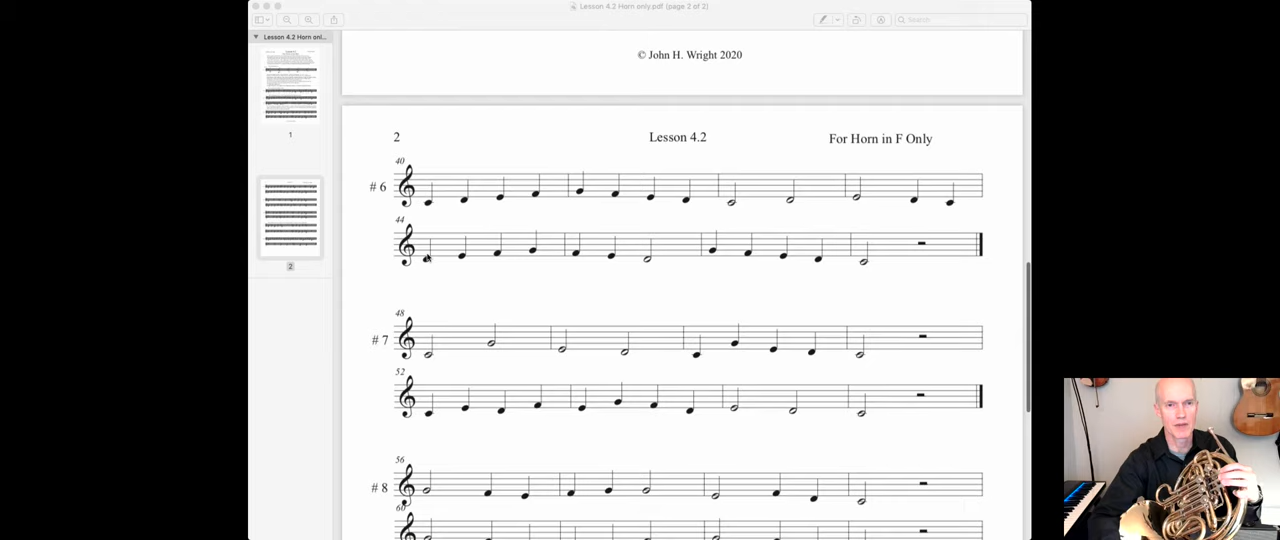 Lesson 4.2 Horn only.pdf (page 2 of 2)
Search
Lesson 4.2 Horn onl...
1
2
© John H. Wright 2020
2 Lesson 4.2 For Horn in F Only
40
# 6
44
48
# 7
52
56
# 8
60